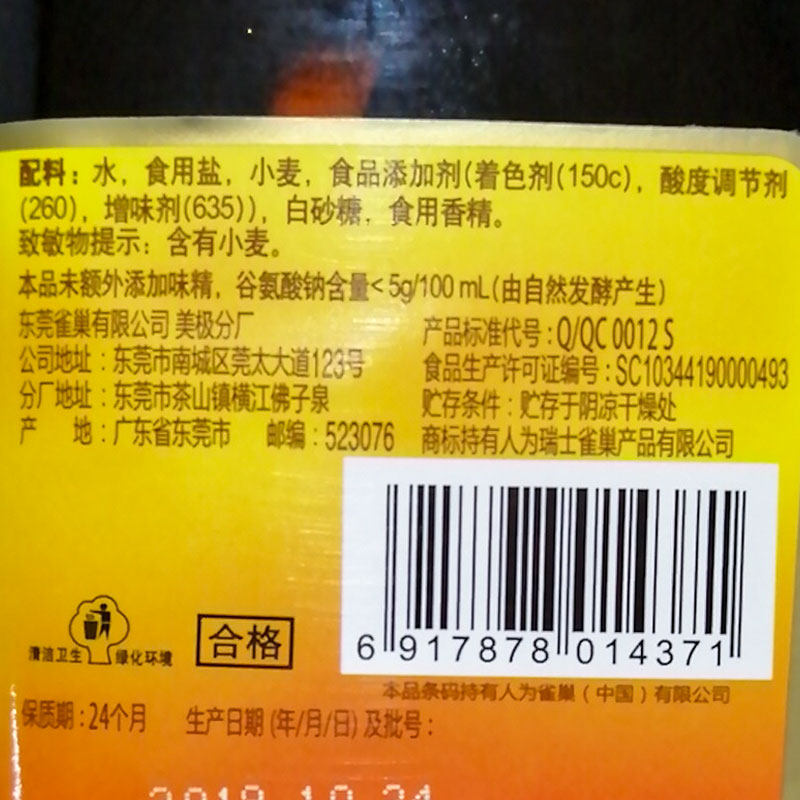 配料：水，食用盐，小麦，食品添加剂(着色剂(150c)，酸度调节剂
(260)，增味剂(635))，白砂糖，食用香精。
致敏物提示：含有小麦。
本品未额外添加味精，谷氨酸钠含量<5g/100 mL(由自然发酵产生)
东莞雀巢有限公司 美极分厂
公司地址：东莞市南城区莞太大道123号
分厂地址：东莞市茶山镇横江佛子泉
产 地：广东省东莞市 邮编：523076
产品标准代号：Q/QC 0012 S
食品生产许可证编号：SC10344190000493
贮存条件：贮存于阴凉干燥处
商标持有人为瑞士雀巢产品有限公司
6 917878 014371
本品条码持有人为雀巢（中国）有限公司
清洁卫生 绿化环境
合格
保质期：24个月 生产日期(年/月/日)及批号：